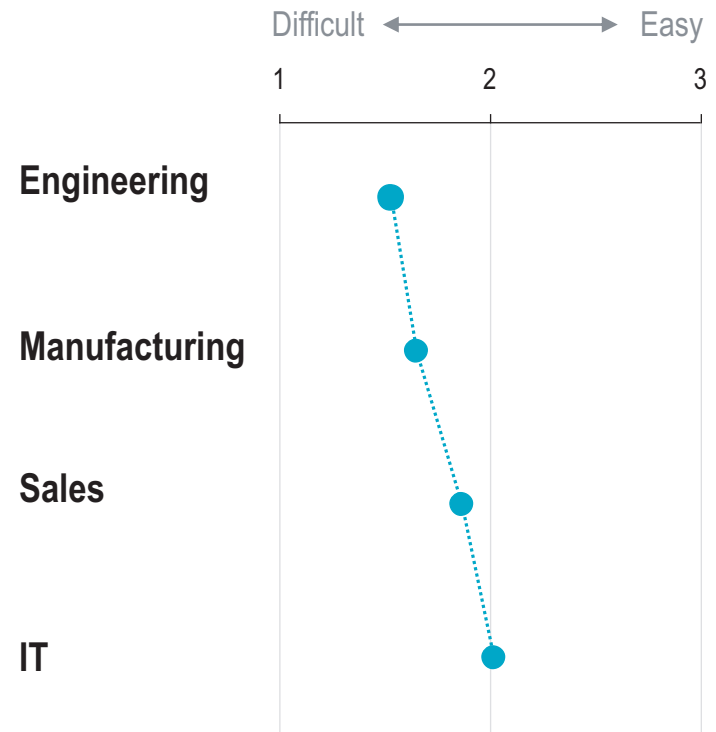 Difficult Easy
1 2 3
Engineering
Manufacturing
Sales
IT